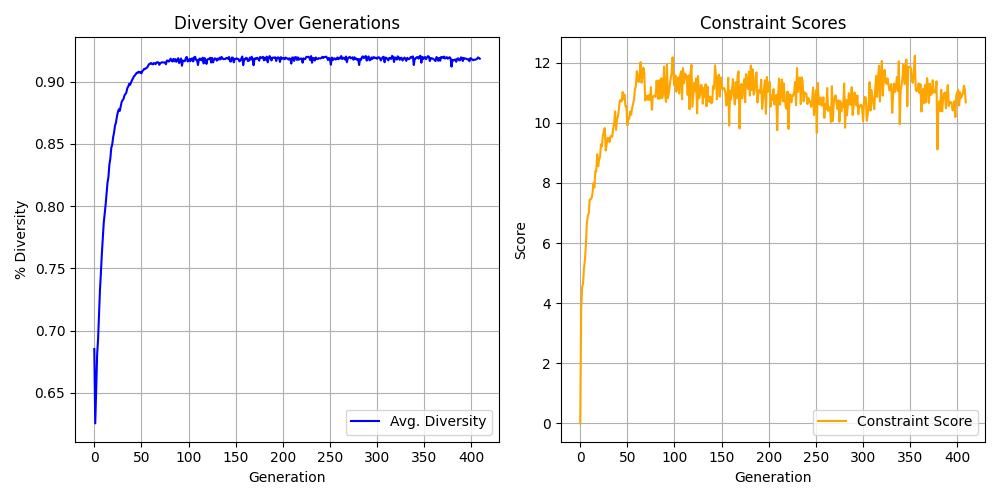 Diversity Over Generations
% Diversity
0.90
0.85
0.80
0.75
0.70
0.65
0 50 100 150 200 250 300 350 400
Generation
Avg. Diversity
Constraint Scores
Score
12
10
8
6
4
2
0
0 50 100 150 200 250 300 350 400
Generation
Constraint Score